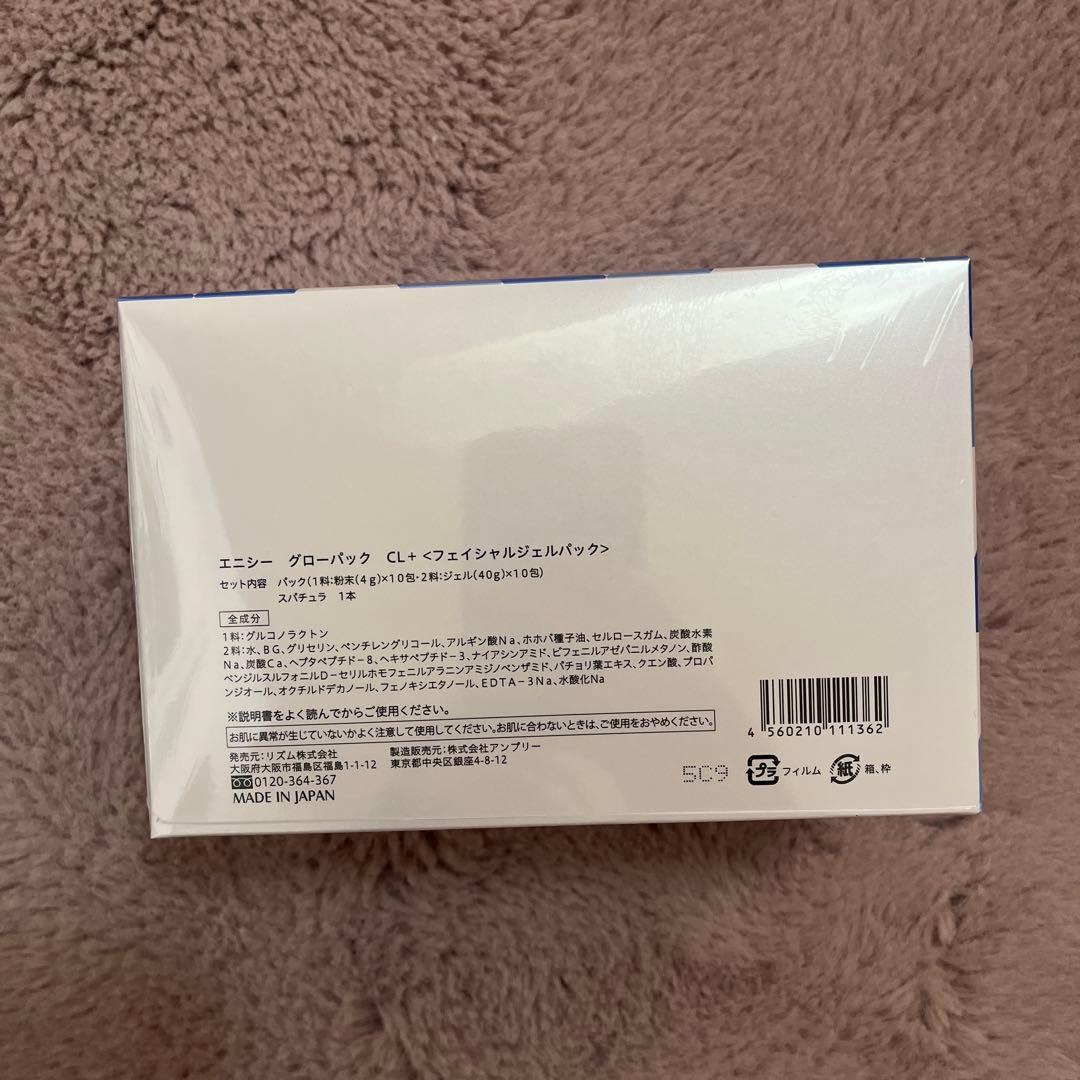 エニシー グローパック CL+ <フェイシャルジェルパック>
セット内容 パック(1料:粉末(4g)×10包・2料:ジェル(40g)×10包)
スパチュラ 1本
全成分
1料:グルコノラクトン
2料:水、BG、グリセリン、ペンチレングリコール、アルギン酸Na、ホホバ種子油、セルロースガム、炭酸水素
Na、炭酸Ca、ヘプタペプチド-8、ヘキサペプチド-3、ナイアシンアミド、ビフェニルアゼパニルメタノン、酢酸
ベンジルスルフォニルD-セリルホモフェニルアラニンアミジノベンザミド、パチョリ葉エキス、クエン酸、プロパ
ンジオール、オクチルドデカノール、フェノキシエタノール、EDTA-3Na、水酸化Na
※説明書をよく読んでからご使用ください。
お肌に異常が生じていないかよく注意して使用してください。お肌に合わないときは、ご使用をおやめください。
発売元:リズム株式会社 製造販売元:株式会社アンプリー
大阪府大阪市福島区福島1-1-12 東京都中央区銀座4-8-12
0120-364-367
MADE IN JAPAN
4 560210 111362
5C9 プラ フィルム 紙 箱、枠